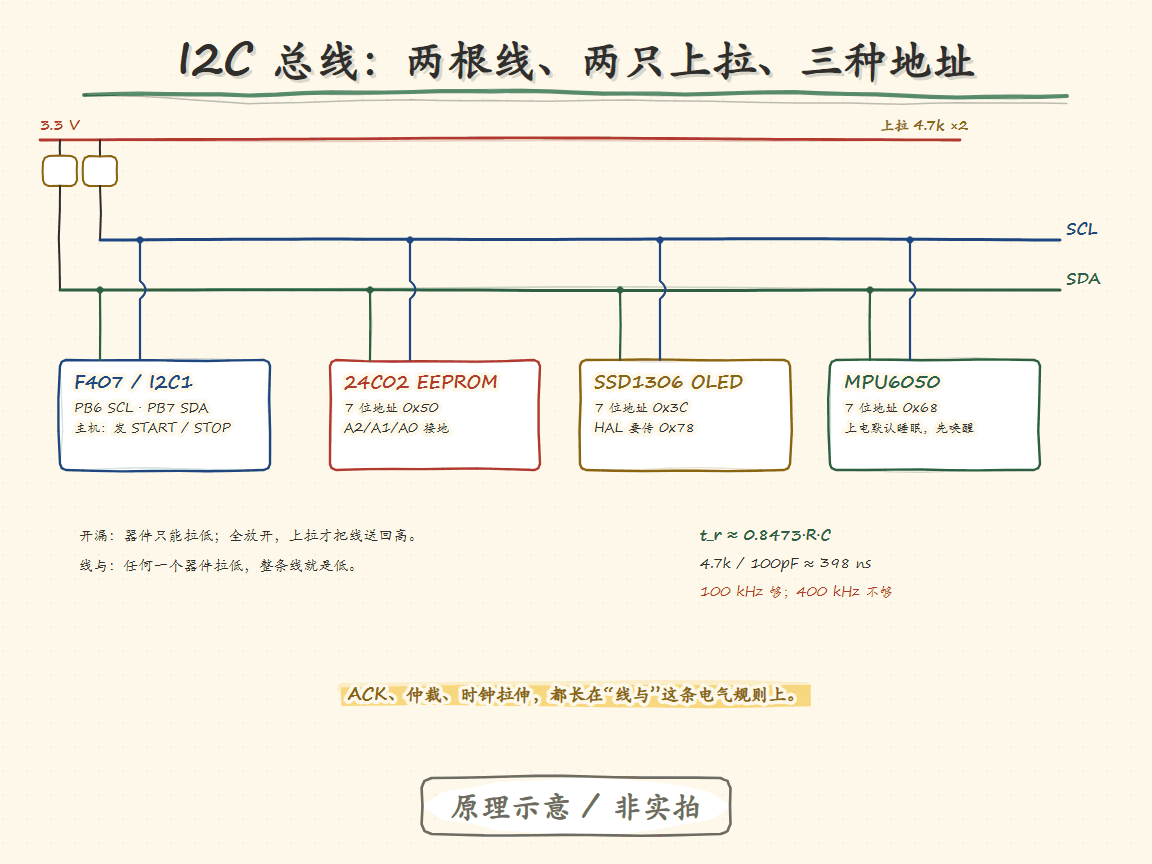 I2C 总线：两根线、两只上拉、三种地址
3.3 V
上拉 4.7k ×2
SCL
SDA
F407 / I2C1
PB6 SCL · PB7 SDA
主机：发 START / STOP
24C02 EEPROM
7 位地址 0x50
A2/A1/A0 接地
SSD1306 OLED
7 位地址 0x3C
HAL 要传 0x78
MPU6050
7 位地址 0x68
上电默认睡眠，先唤醒
开漏：器件只能拉低；全放开，上拉才把线送回高。
线与：任何一个器件拉低，整条线就是低。
t_r ≈ 0.8473·R·C
4.7k / 100pF ≈ 398 ns
100 kHz 够；400 kHz 不够
ACK、仲裁、时钟拉伸，都长在“线与”这条电气规则上。
原理示意 / 非实拍